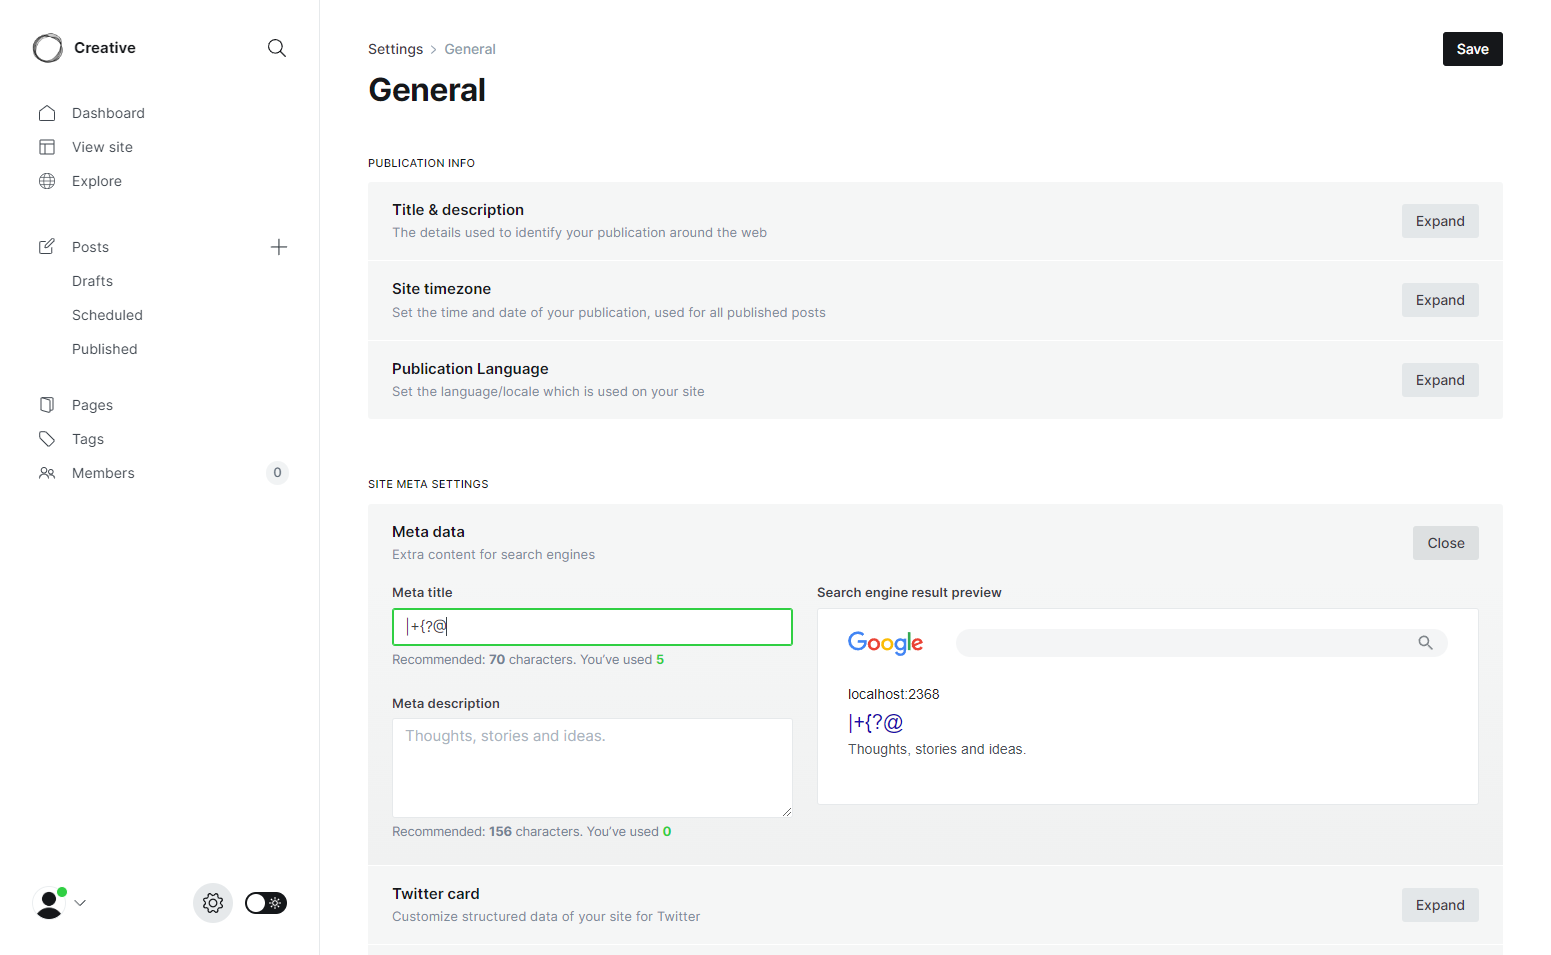 Creative
Dashboard
View site
Explore
Posts
Drafts
Scheduled
Published
Pages
Tags
Members
0
Settings > General
Save
General
PUBLICATION INFO
Title & description
The details used to identify your publication around the web
Expand
Site timezone
Set the time and date of your publication, used for all published posts
Expand
Publication Language
Set the language/locale which is used on your site
Expand
SITE META SETTINGS
Meta data
Extra content for search engines
Close
Meta title
|+{?@
Recommended: 70 characters. You've used 5
Meta description
Thoughts, stories and ideas.
Recommended: 156 characters. You've used 0
Search engine result preview
Google
localhost:2368
|+{?@
Thoughts, stories and ideas.
Twitter card
Customize structured data of your site for Twitter
Expand